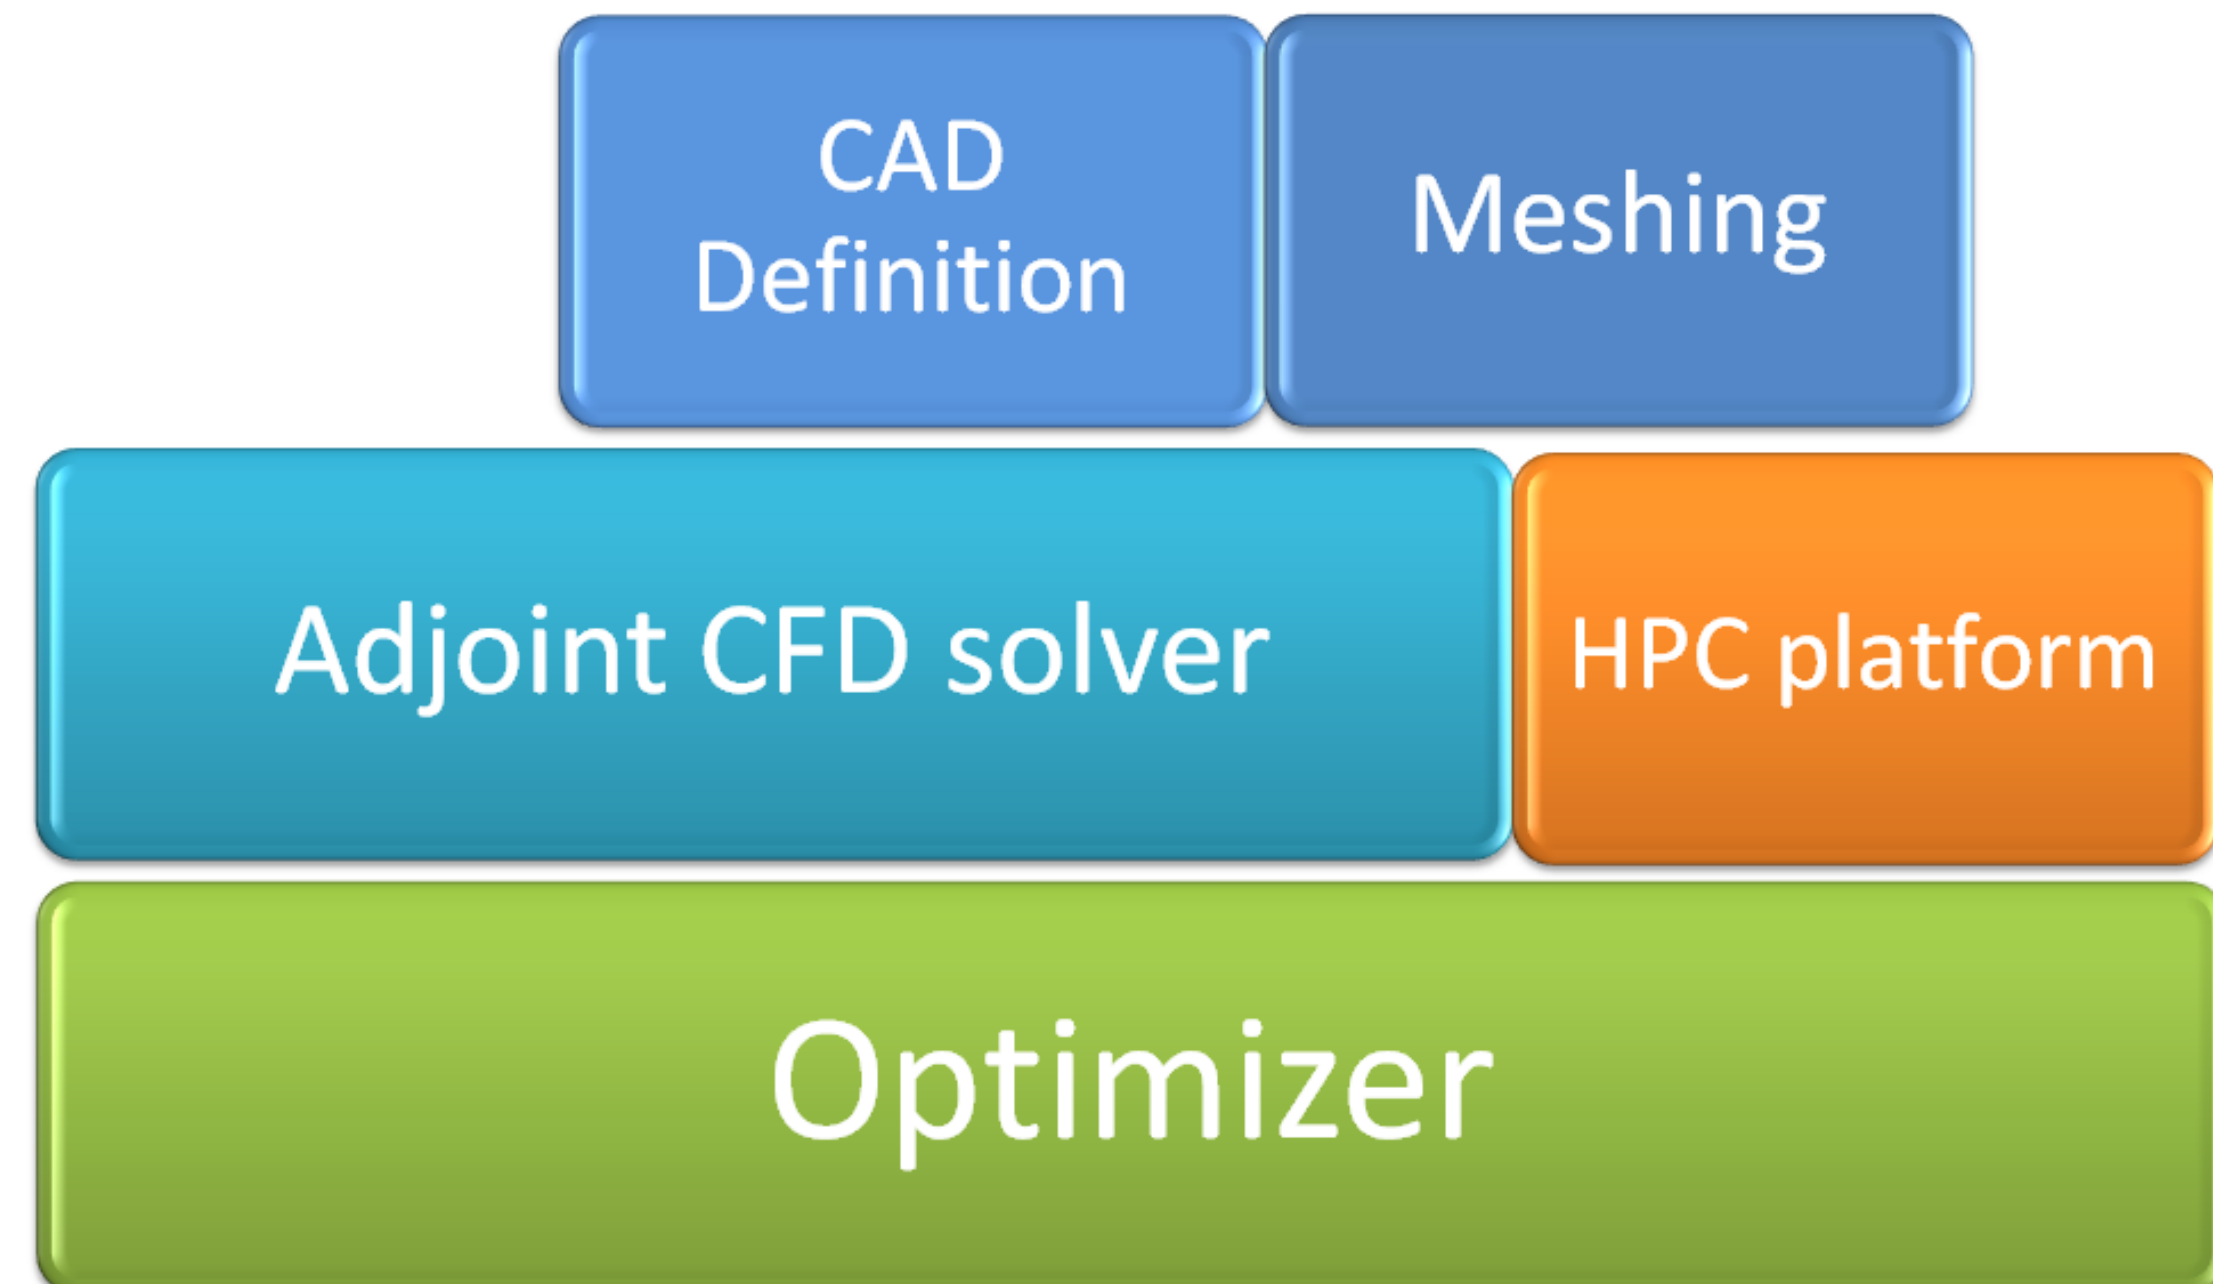 CAD
Definition
Meshing
Adjoint CFD solver
HPC platform
Optimizer